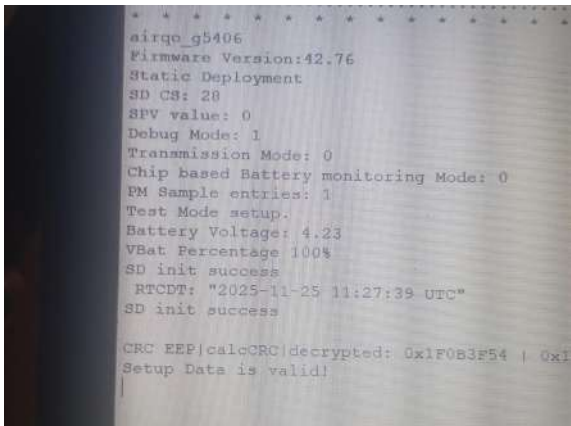 * * * * * * * * * * * * * * *
airqo_g5406
Firmware Version:42.76
Static Deployment
SD CS: 28
SPV value: 0
Debug Mode: 1
Transmission Mode: 0
Chip based Battery monitoring Mode: 0
PM Sample entries: 1
Test Mode setup.
Battery Voltage: 4.23
VBat Percentage 100%
SD init success
RTCDT: "2025-11-25 11:27:39 UTC"
SD init success
CRC EEP|calcCRC|decrypted: 0x1F0B3F54 | 0x1
Setup Data is valid!